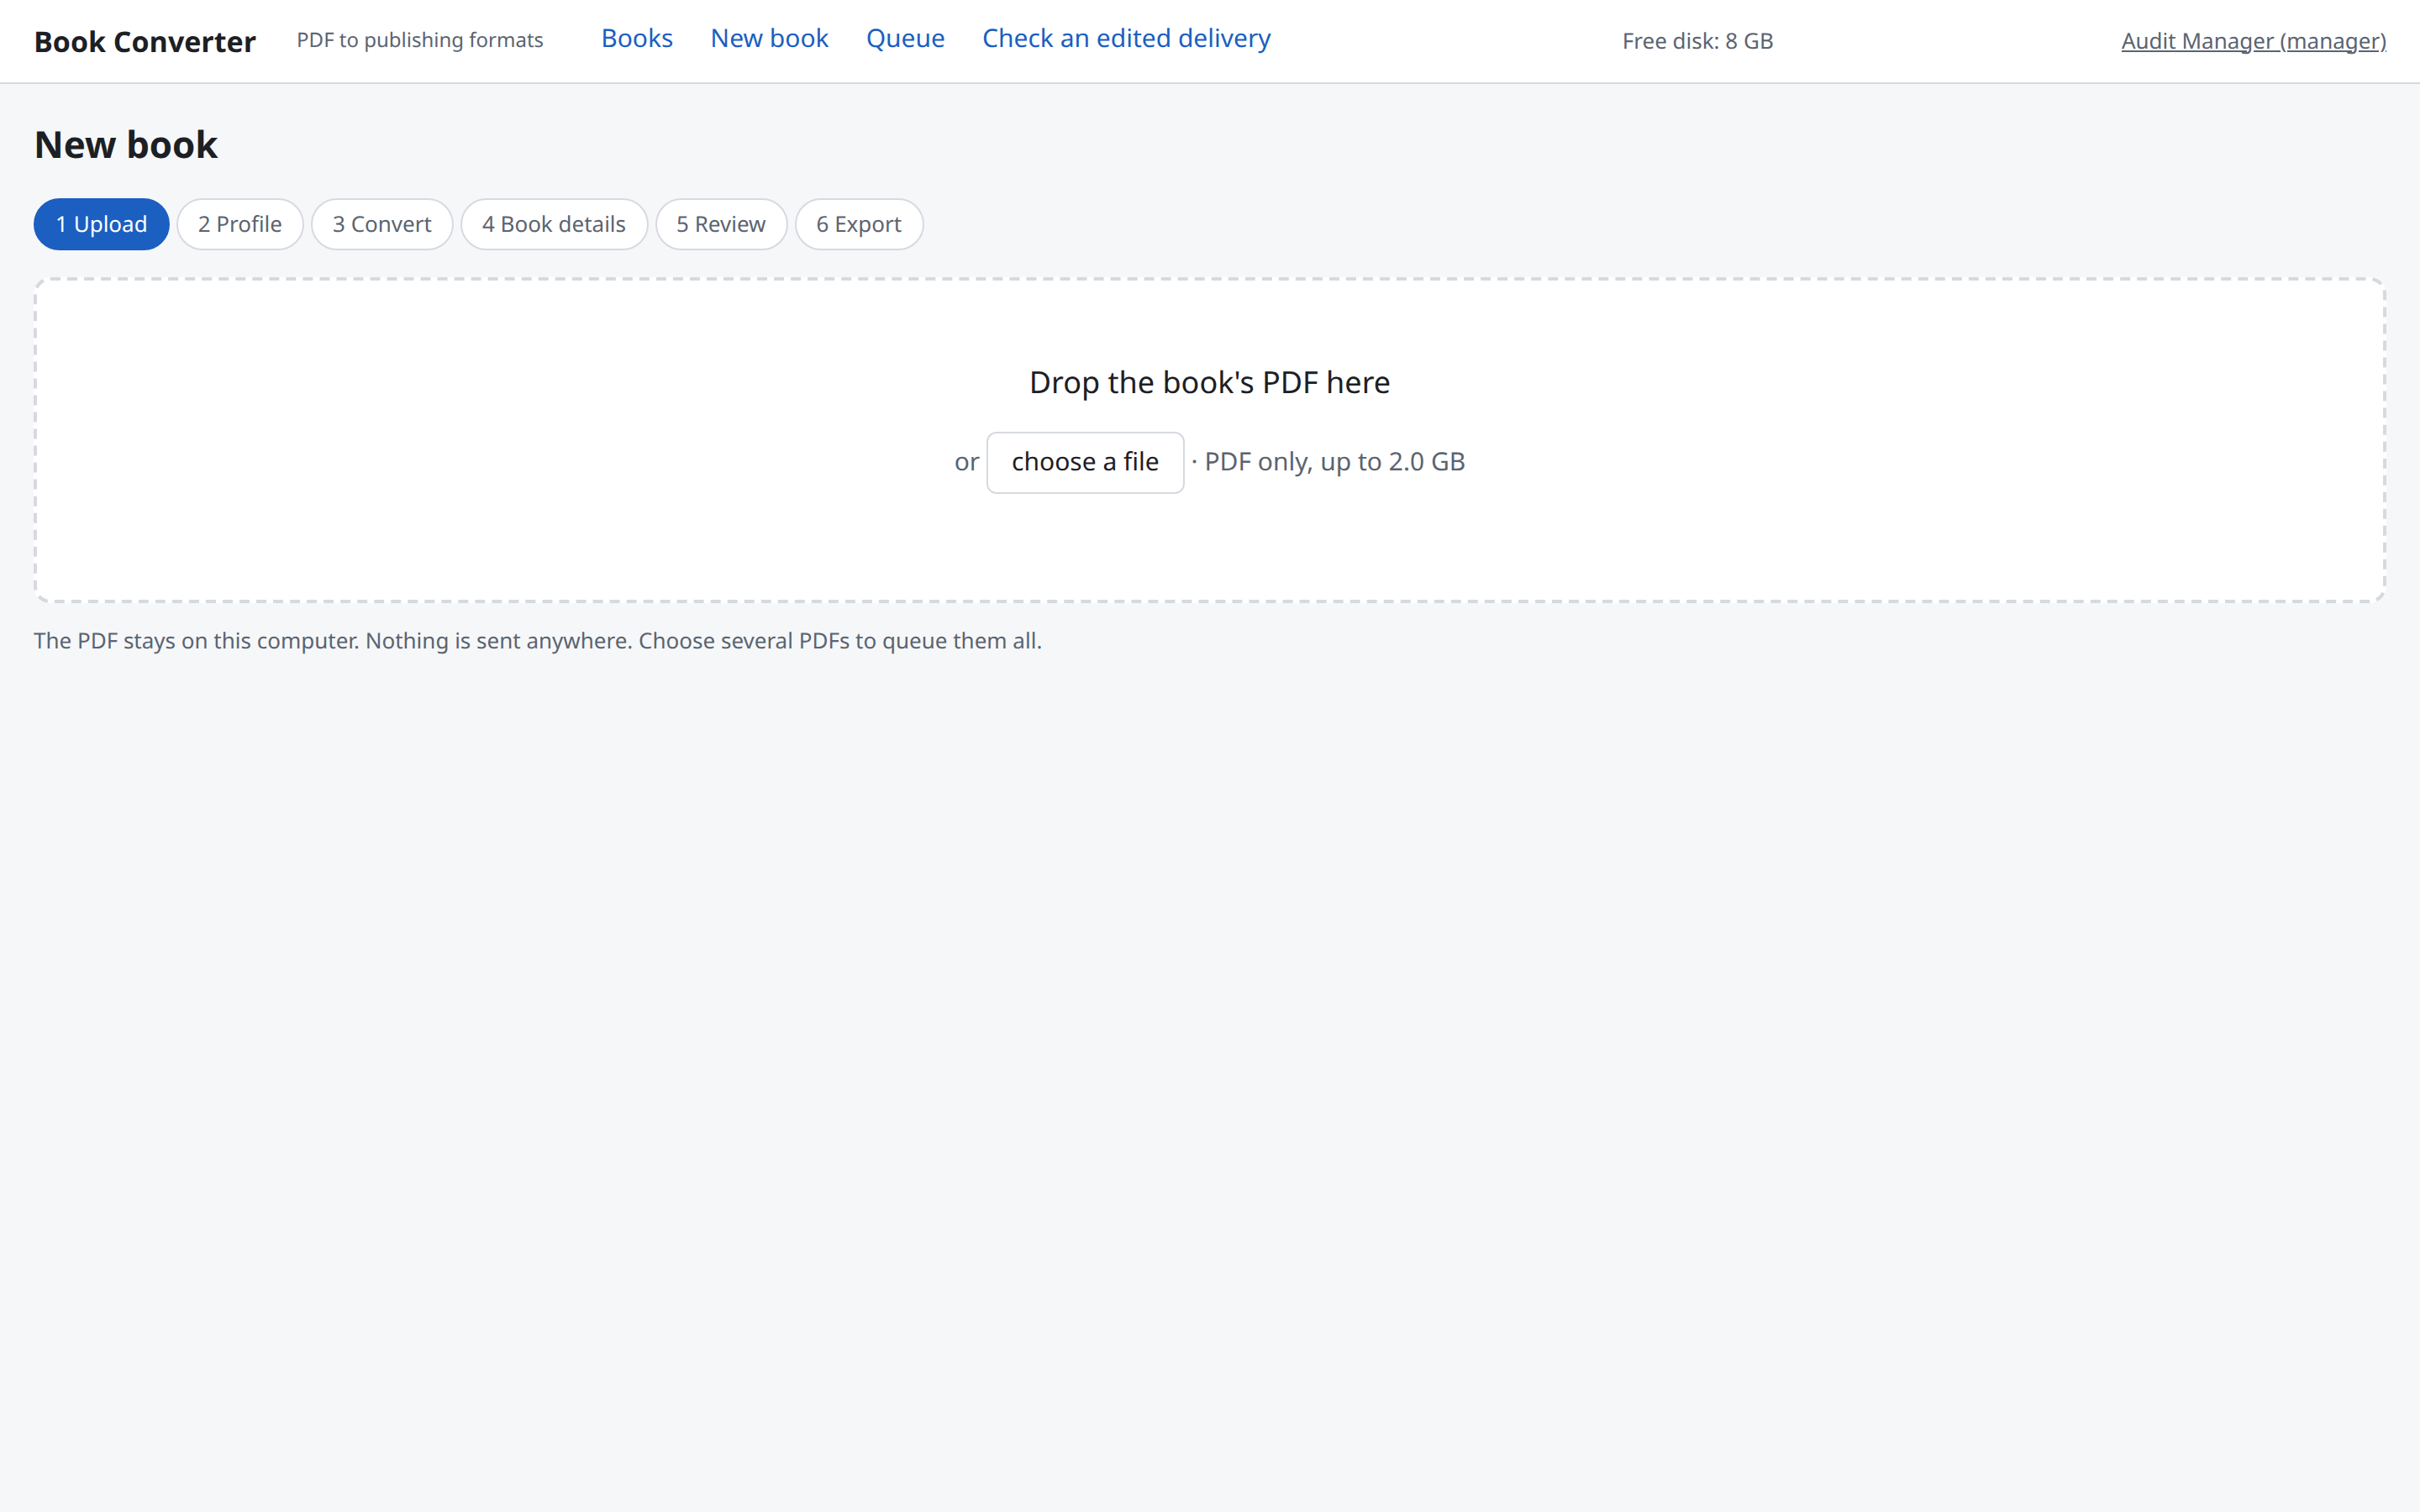 Book Converter PDF to publishing formats Books New book Queue Check an edited delivery Free disk: 8 GB Audit Manager (manager)
New book
1 Upload 2 Profile 3 Convert 4 Book details 5 Review 6 Export
Drop the book's PDF here
or choose a file · PDF only, up to 2.0 GB
The PDF stays on this computer. Nothing is sent anywhere. Choose several PDFs to queue them all.